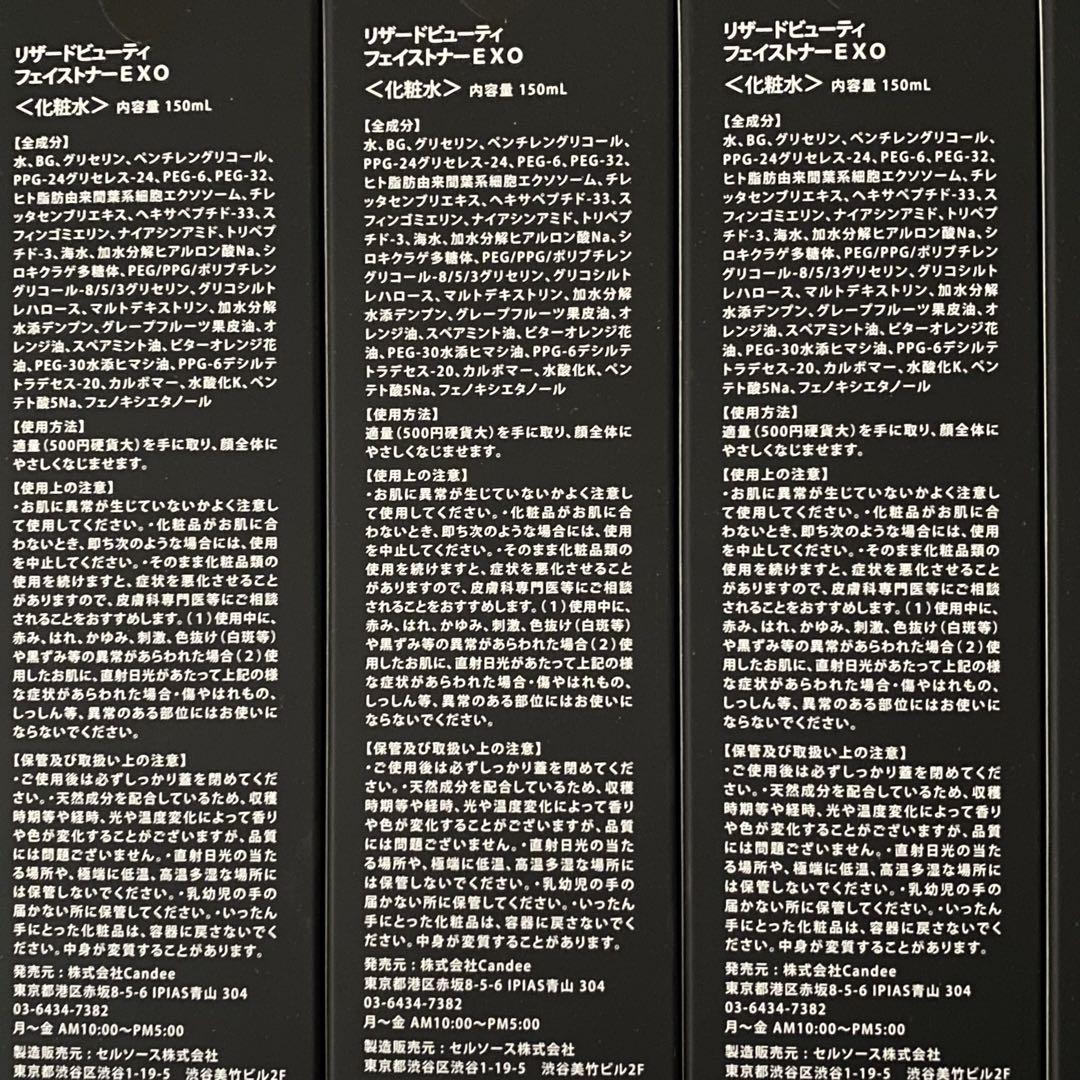 リザードビューティ
フェイストナーEXO
＜化粧水＞ 内容量 150mL
【全成分】
水、BG、グリセリン、ペンチレングリコール、
PPG-24グリセレス-24、PEG-6、PEG-32、
ヒト脂肪由来間葉系細胞エクソソーム、チレ
ッタセンブリエキス、ヘキサペプチド-33、ス
フィンゴミエリン、ナイアシンアミド、トリペプ
チド-3、海水、加水分解ヒアルロン酸Na、シ
ロキクラゲ多糖体、PEG/PPG/ポリブチレン
グリコール-8/5/3グリセリン、グリコシルト
レハロース、マルトデキストリン、加水分解
水添デンプン、グレープフルーツ果皮油、オ
レンジ油、スペアミント油、ビターオレンジ花
油、PEG-30水添ヒマシ油、PPG-6デシルテ
トラデセス-20、カルボマー、水酸化K、ペン
テト酸5Na、フェノキシエタノール
【使用方法】
適量（500円硬貨大）を手に取り、顔全体に
やさしくなじませます。
【使用上の注意】
・お肌に異常が生じていないかよく注意し
て使用してください。・化粧品がお肌に合
わないとき、即ち次のような場合には、使用
を中止してください。・そのまま化粧品類の
使用を続けますと、症状を悪化させること
がありますので、皮膚科専門医等にご相談
されることをおすすめします。（1）使用中に、
赤み、はれ、かゆみ、刺激、色抜け（白斑等）
や黒ずみ等の異常があらわれた場合（2）使
用したお肌に、直射日光があたって上記の様
な症状があらわれた場合・傷やはれもの、
しっしん等、異常のある部位にはお使いに
ならないでください。
【保管及び取扱い上の注意】
・ご使用後は必ずしっかり蓋を閉めてくだ
さい。・天然成分を配合しているため、収穫
時期等や経時、光や温度変化によって香り
や色が変化することがございますが、品質
には問題ございません。・直射日光の当た
る場所や、極端に低温、高温多湿な場所に
は保管しないでください。・乳幼児の手の
届かない所に保管してください。・いったん
手にとった化粧品は、容器に戻さないでく
ださい。中身が変質することがあります。
発売元：株式会社Candee
東京都港区赤坂8-5-6 IPIAS青山 304
03-6434-7382
月〜金 AM10:00〜PM5:00
製造販売元：セルソース株式会社
東京都渋谷区渋谷1-19-5 渋谷美竹ビル2F
リザードビューティ
フェイストナーEXO
＜化粧水＞ 内容量 150mL
【全成分】
水、BG、グリセリン、ペンチレングリコール、
PPG-24グリセレス-24、PEG-6、PEG-32、
ヒト脂肪由来間葉系細胞エクソソーム、チレ
ッタセンブリエキス、ヘキサペプチド-33、ス
フィンゴミエリン、ナイアシンアミド、トリペプ
チド-3、海水、加水分解ヒアルロン酸Na、シ
ロキクラゲ多糖体、PEG/PPG/ポリブチレン
グリコール-8/5/3グリセリン、グリコシルト
レハロース、マルトデキストリン、加水分解
水添デンプン、グレープフルーツ果皮油、オ
レンジ油、スペアミント油、ビターオレンジ花
油、PEG-30水添ヒマシ油、PPG-6デシルテ
トラデセス-20、カルボマー、水酸化K、ペン
テト酸5Na、フェノキシエタノール
【使用方法】
適量（500円硬貨大）を手に取り、顔全体に
やさしくなじませます。
【使用上の注意】
・お肌に異常が生じていないかよく注意し
て使用してください。・化粧品がお肌に合
わないとき、即ち次のような場合には、使用
を中止してください。・そのまま化粧品類の
使用を続けますと、症状を悪化させること
がありますので、皮膚科専門医等にご相談
されることをおすすめします。（1）使用中に、
赤み、はれ、かゆみ、刺激、色抜け（白斑等）
や黒ずみ等の異常があらわれた場合（2）使
用したお肌に、直射日光があたって上記の様
な症状があらわれた場合・傷やはれもの、
しっしん等、異常のある部位にはお使いに
ならないでください。
【保管及び取扱い上の注意】
・ご使用後は必ずしっかり蓋を閉めてくだ
さい。・天然成分を配合しているため、収穫
時期等や経時、光や温度変化によって香り
や色が変化することがございますが、品質
には問題ございません。・直射日光の当た
る場所や、極端に低温、高温多湿な場所に
は保管しないでください。・乳幼児の手の
届かない所に保管してください。・いったん
手にとった化粧品は、容器に戻さないでく
ださい。中身が変質することがあります。
発売元：株式会社Candee
東京都港区赤坂8-5-6 IPIAS青山 304
03-6434-7382
月〜金 AM10:00〜PM5:00
製造販売元：セルソース株式会社
東京都渋谷区渋谷1-19-5 渋谷美竹ビル2F
リザードビューティ
フェイストナーEXO
＜化粧水＞ 内容量 150mL
【全成分】
水、BG、グリセリン、ペンチレングリコール、
PPG-24グリセレス-24、PEG-6、PEG-32、
ヒト脂肪由来間葉系細胞エクソソーム、チレ
ッタセンブリエキス、ヘキサペプチド-33、ス
フィンゴミエリン、ナイアシンアミド、トリペプ
チド-3、海水、加水分解ヒアルロン酸Na、シ
ロキクラゲ多糖体、PEG/PPG/ポリブチレン
グリコール-8/5/3グリセリン、グリコシルト
レハロース、マルトデキストリン、加水分解
水添デンプン、グレープフルーツ果皮油、オ
レンジ油、スペアミント油、ビターオレンジ花
油、PEG-30水添ヒマシ油、PPG-6デシルテ
トラデセス-20、カルボマー、水酸化K、ペン
テト酸5Na、フェノキシエタノール
【使用方法】
適量（500円硬貨大）を手に取り、顔全体に
やさしくなじませます。
【使用上の注意】
・お肌に異常が生じていないかよく注意し
て使用してください。・化粧品がお肌に合
わないとき、即ち次のような場合には、使用
を中止してください。・そのまま化粧品類の
使用を続けますと、症状を悪化させること
がありますので、皮膚科専門医等にご相談
されることをおすすめします。（1）使用中に、
赤み、はれ、かゆみ、刺激、色抜け（白斑等）
や黒ずみ等の異常があらわれた場合（2）使
用したお肌に、直射日光があたって上記の様
な症状があらわれた場合・傷やはれもの、
しっしん等、異常のある部位にはお使いに
ならないでください。
【保管及び取扱い上の注意】
・ご使用後は必ずしっかり蓋を閉めてくだ
さい。・天然成分を配合しているため、収穫
時期等や経時、光や温度変化によって香り
や色が変化することがございますが、品質
には問題ございません。・直射日光の当た
る場所や、極端に低温、高温多湿な場所に
は保管しないでください。・乳幼児の手の
届かない所に保管してください。・いったん
手にとった化粧品は、容器に戻さないでく
ださい。中身が変質することがあります。
発売元：株式会社Candee
東京都港区赤坂8-5-6 IPIAS青山 304
03-6434-7382
月〜金 AM10:00〜PM5:00
製造販売元：セルソース株式会社
東京都渋谷区渋谷1-19-5 渋谷美竹ビル2F